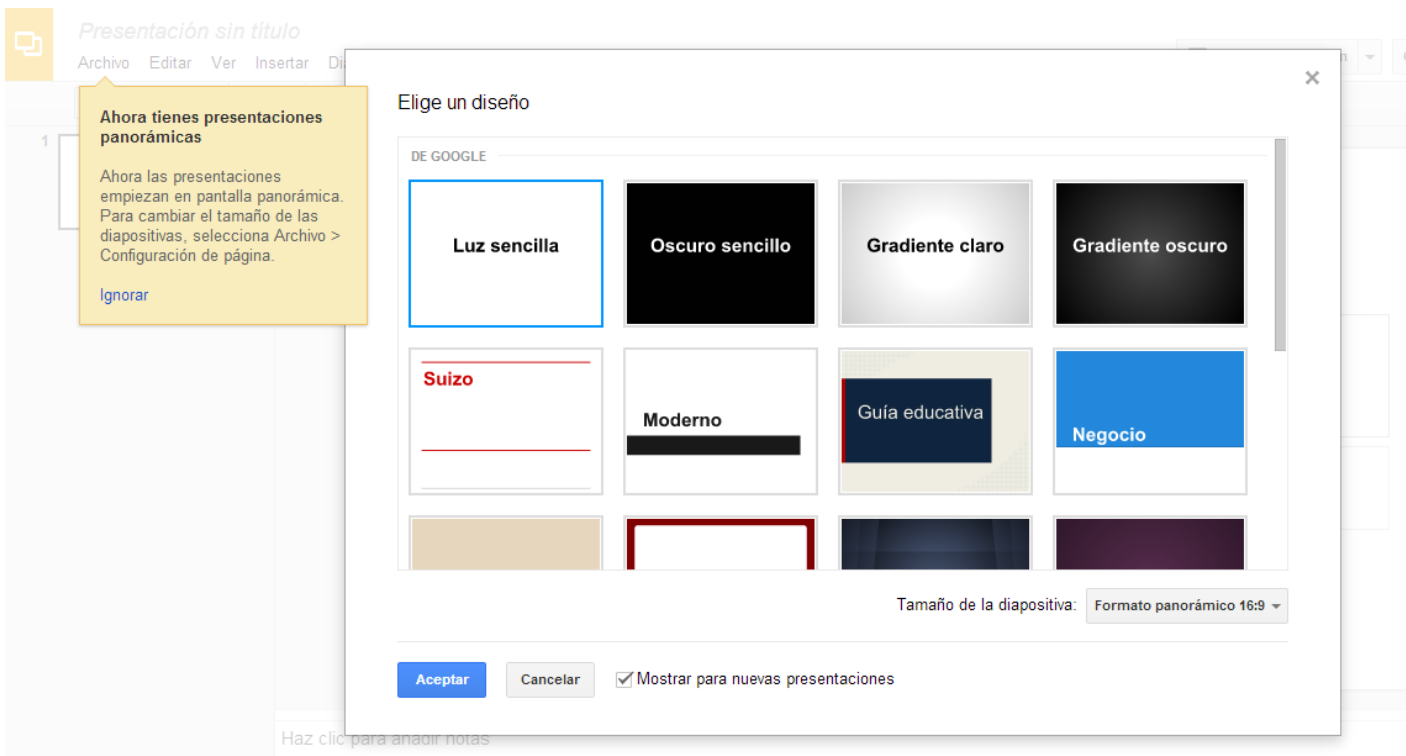 Presentación sin título
Archivo Editar Ver Insertar
Ahora tienes presentaciones
panorámicas
Ahora las presentaciones
empiezan en pantalla panorámica.
Para cambiar el tamaño de las
diapositivas, selecciona Archivo >
Configuración de página.
Ignorar
1
Elige un diseño
DE GOOGLE
Luz sencilla
Oscuro sencillo
Gradiente claro
Gradiente oscuro
Suizo
Moderno
Guía educativa
Negocio
Tamaño de la diapositiva: Formato panorámico 16:9
Aceptar Cancelar Mostrar para nuevas presentaciones
Haz clic para añadir notas